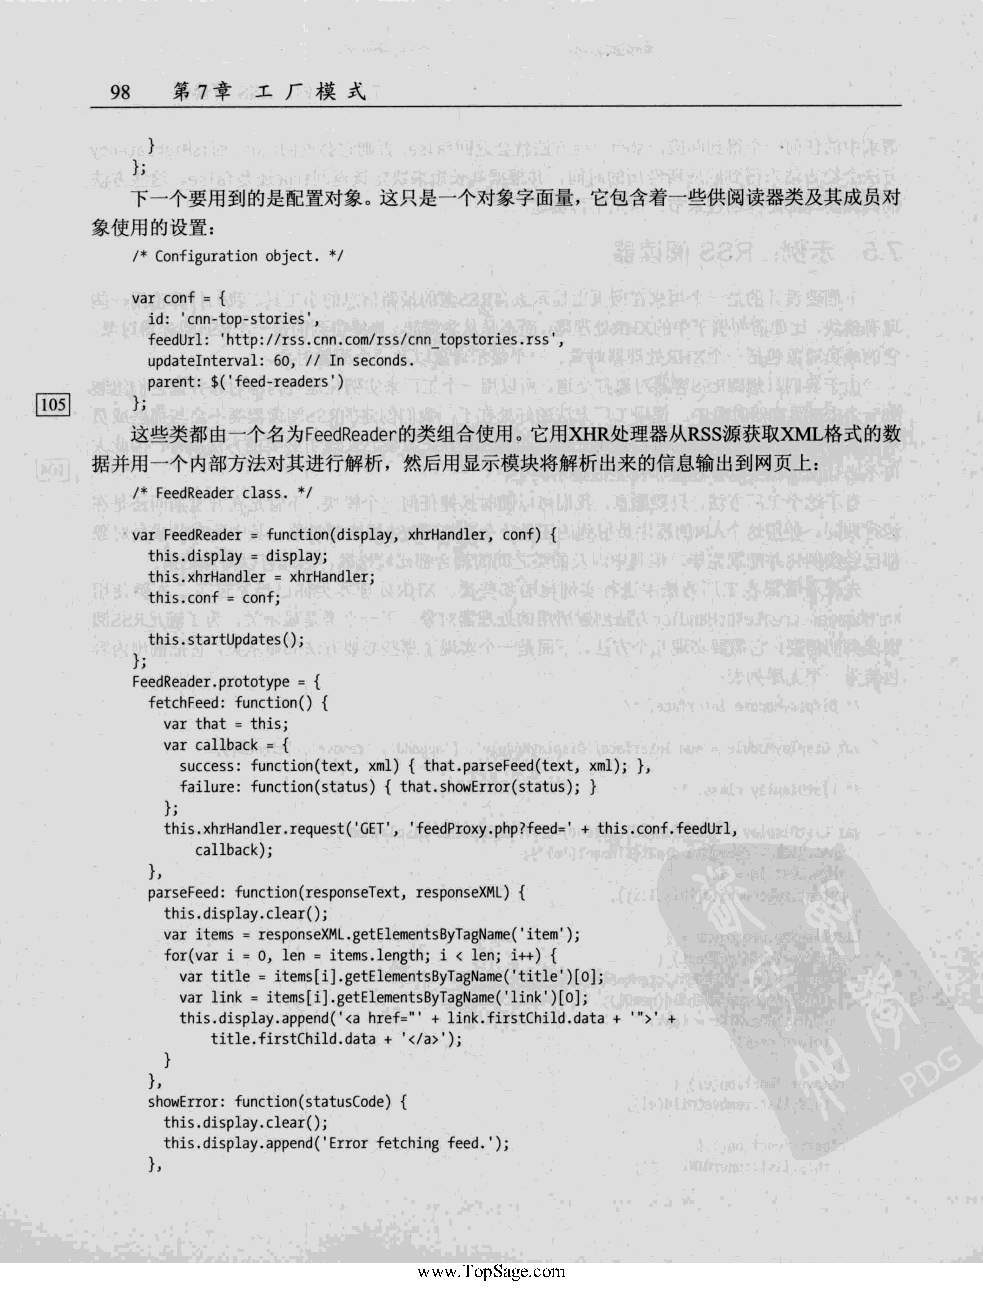 98 第7章 工厂模式
}
};
下一个要用到的是配置对象。这只是一个对象字面量，它包含着一些供阅读器类及其成员对
象使用的设置：
/* Configuration object. */
var conf = {
id: 'cnn-top-stories',
feedUrl: 'http://rss.cnn.com/rss/cnn_topstories.rss',
updateInterval: 60, // In seconds.
parent: $('feed-readers')
105 };
这些类都由一个名为FeedReader的类组合使用。它用XHR处理器从RSS源获取XML格式的数
据并用一个内部方法对其进行解析，然后用显示模块将解析出来的信息输出到网页上：
/* FeedReader class. */
var FeedReader = function(display, xhrHandler, conf) {
this.display = display;
this.xhrHandler = xhrHandler;
this.conf = conf;
this.startUpdates();
};
FeedReader.prototype = {
fetchFeed: function() {
var that = this;
var callback = {
success: function(text, xml) { that.parseFeed(text, xml); },
failure: function(status) { that.showError(status); }
};
this.xhrHandler.request('GET', 'feedProxy.php?feed=' + this.conf.feedUrl,
callback);
},
parseFeed: function(responseText, responseXML) {
this.display.clear();
var items = responseXML.getElementsByTagName('item');
for(var i = 0, len = items.length; i < len; i++) {
var title = items[i].getElementsByTagName('title')[0];
var link = items[i].getElementsByTagName('link')[0];
this.display.append('<a href="' + link.firstChild.data + '">' +
title.firstChild.data + '</a>');
}
},
showError: function(statusCode) {
this.display.clear();
this.display.append('Error fetching feed.');
},
PDG
www.TopSage.com